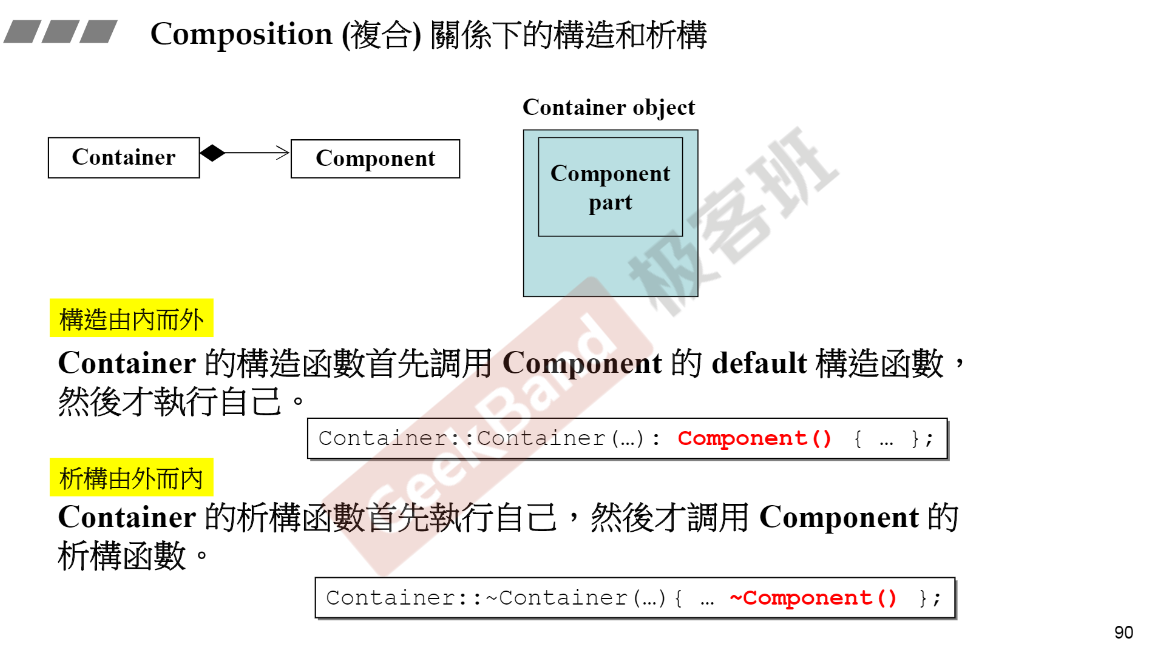 Composition (複合) 關係下的構造和析構
Container object
Container
Component
Component
part
構造由內而外
Container 的構造函數首先調用 Component 的 default 構造函數，
然後才執行自己。
Container::Container(…): Component() { … };
析構由外而內
Container 的析構函數首先執行自己，然後才調用 Component 的
析構函數。
Container::~Container(…){ … ~Component() };
SeekBand 极客班
90